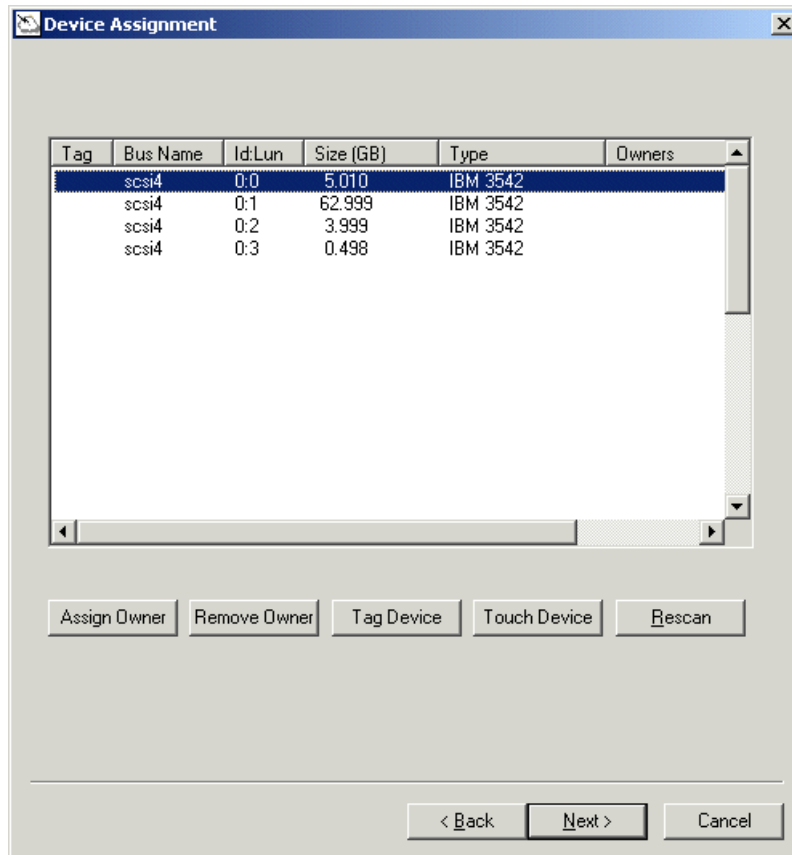 Device Assignment
Tag Bus Name Id:Lun Size (GB) Type Owners
scsi4 0:0 5.010 IBM 3542
scsi4 0:1 62.999 IBM 3542
scsi4 0:2 3.999 IBM 3542
scsi4 0:3 0.498 IBM 3542
Assign Owner Remove Owner Tag Device Touch Device Rescan
< Back Next > Cancel